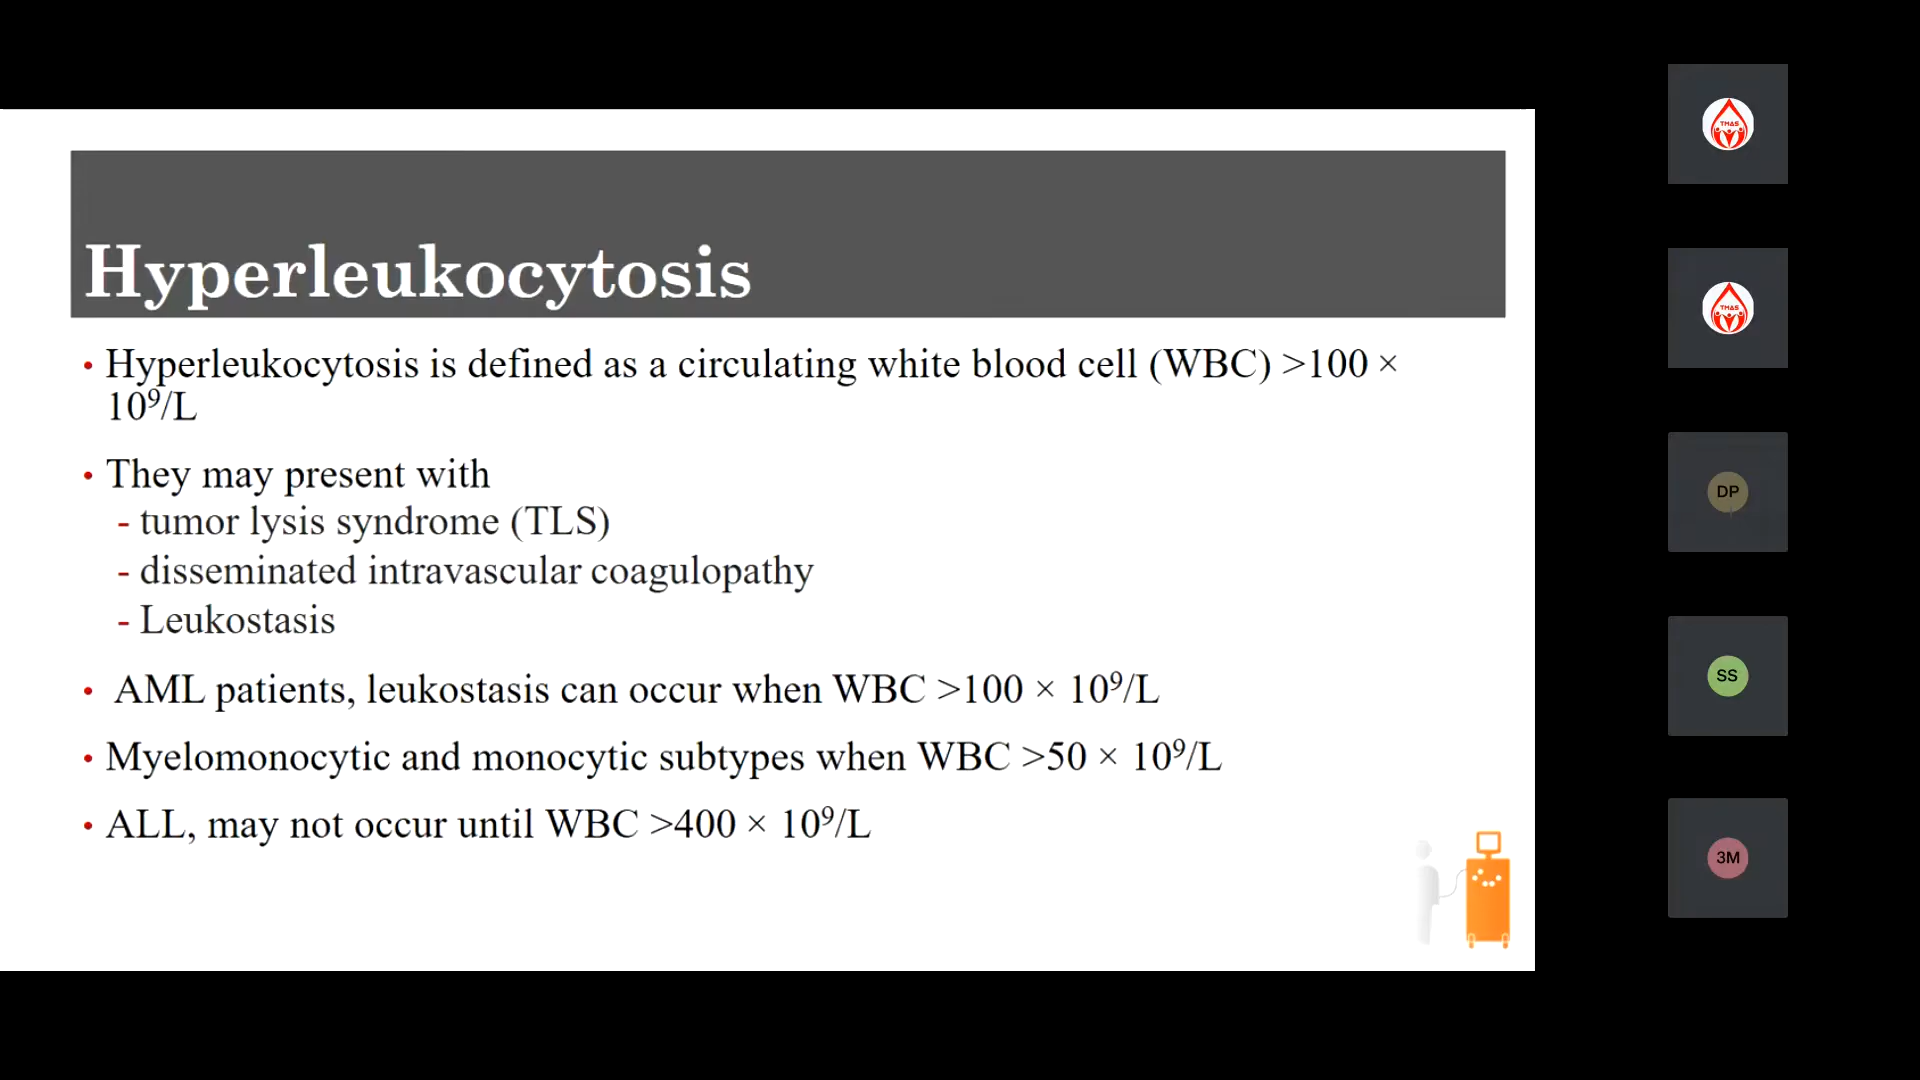 Hyperleukocytosis
• Hyperleukocytosis is defined as a circulating white blood cell (WBC) >100 ×
10⁹/L
• They may present with
- tumor lysis syndrome (TLS)
- disseminated intravascular coagulopathy
- Leukostasis
• AML patients, leukostasis can occur when WBC >100 × 10⁹/L
• Myelomonocytic and monocytic subtypes when WBC >50 × 10⁹/L
• ALL, may not occur until WBC >400 × 10⁹/L
TMAS
TMAS
DP
SS
3M